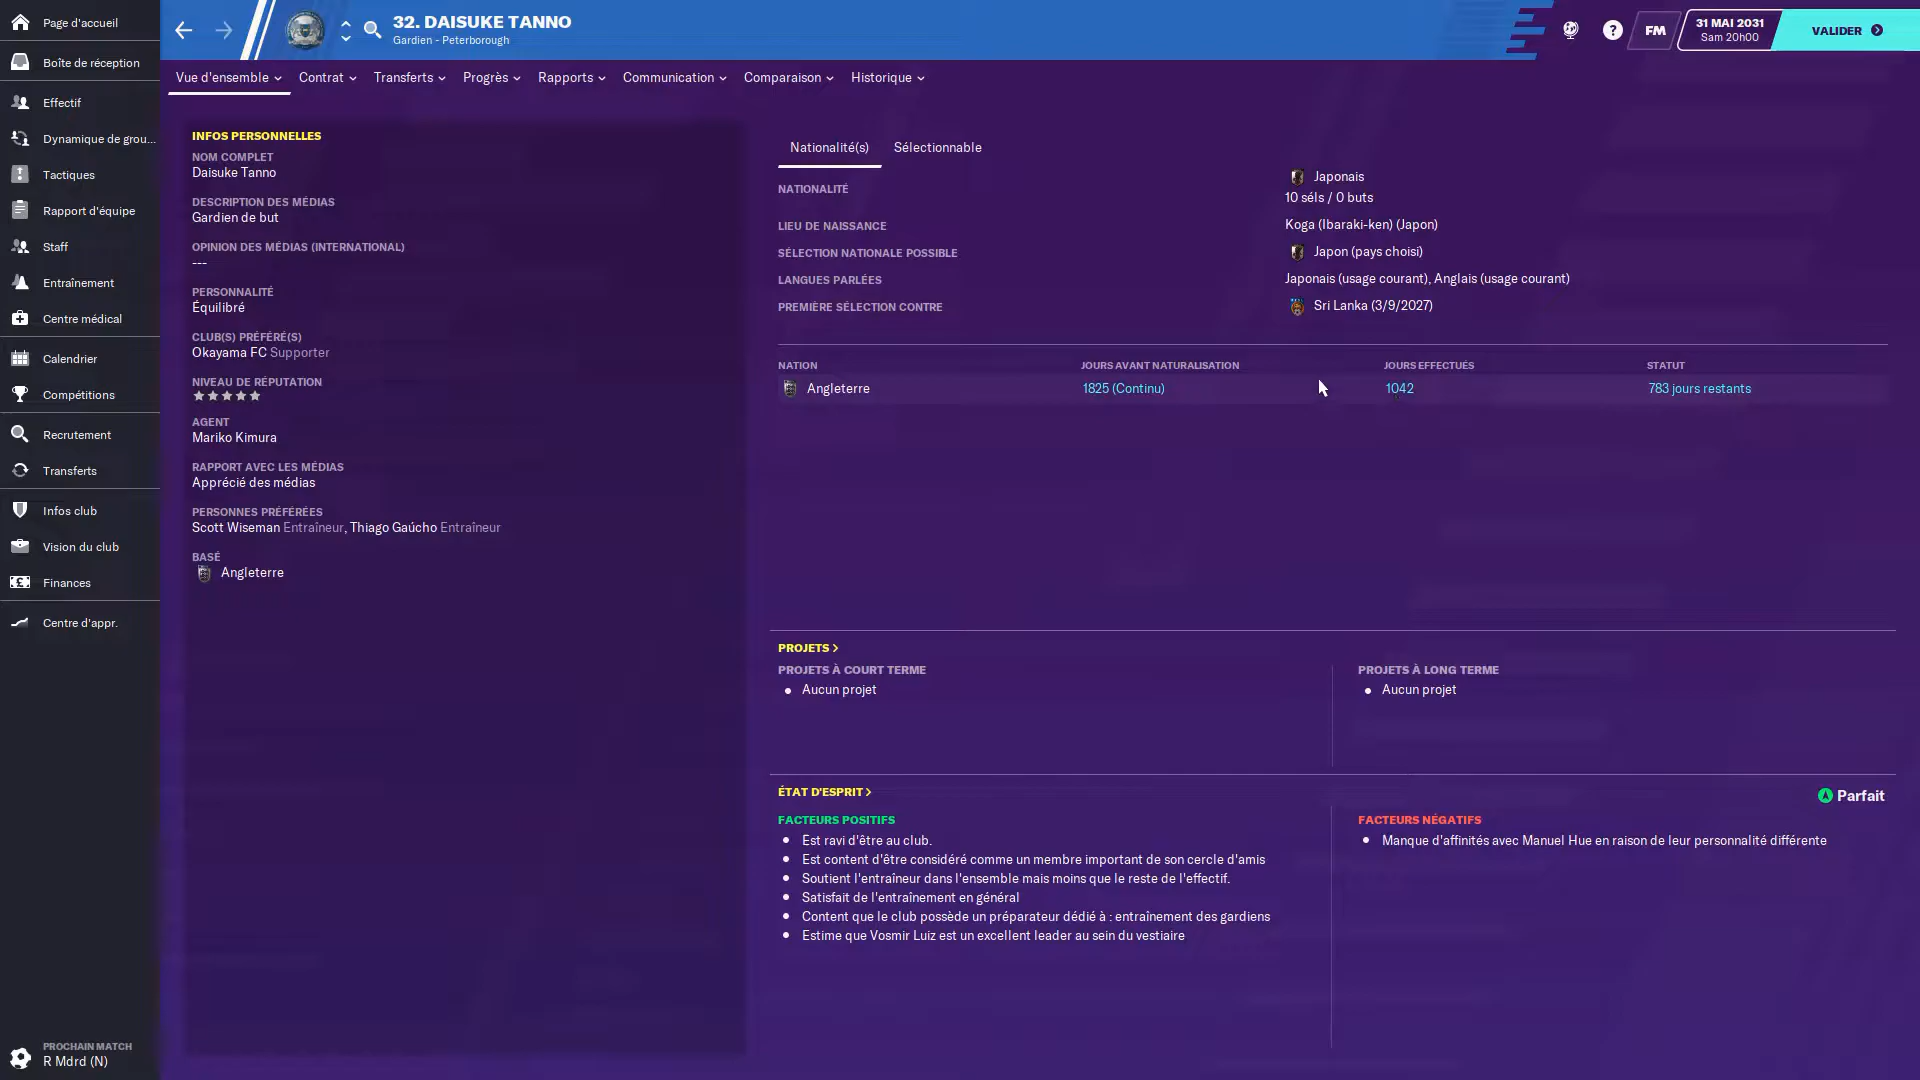 Page d'accueil
Boîte de réception
Effectif
Dynamique de grou...
Tactiques
Rapport d'équipe
Staff
Entraînement
Centre médical
Calendrier
Compétitions
Recrutement
Transferts
Infos club
Vision du club
Finances
Centre d'appr.
PROCHAIN MATCH
R Mdrd (N)
32. DAISUKE TANNO
Gardien - Peterborough
?
FM
31 MAI 2031
Sam 20h00
VALIDER
Vue d'ensemble Contrat Transferts Progrès Rapports Communication Comparaison Historique
INFOS PERSONNELLES
NOM COMPLET
Daisuke Tanno
DESCRIPTION DES MÉDIAS
Gardien de but
OPINION DES MÉDIAS (INTERNATIONAL)
---
PERSONNALITÉ
Équilibré
CLUB(S) PRÉFÉRÉ(S)
Okayama FC Supporter
NIVEAU DE RÉPUTATION
AGENT
Mariko Kimura
RAPPORT AVEC LES MÉDIAS
Apprécié des médias
PERSONNES PRÉFÉRÉES
Scott Wiseman Entraîneur, Thiago Gaúcho Entraîneur
BASÉ
Angleterre
Nationalité(s) Sélectionnable
NATIONALITÉ
Japonais
10 séls / 0 buts
LIEU DE NAISSANCE
Koga (Ibaraki-ken) (Japon)
SÉLECTION NATIONALE POSSIBLE
Japon (pays choisi)
LANGUES PARLÉES
Japonais (usage courant), Anglais (usage courant)
PREMIÈRE SÉLECTION CONTRE
Sri Lanka (3/9/2027)
NATION JOURS AVANT NATURALISATION JOURS EFFECTUÉS STATUT
Angleterre 1825 (Continu) 1042 783 jours restants
PROJETS >
PROJETS À COURT TERME
Aucun projet
PROJETS À LONG TERME
Aucun projet
ÉTAT D'ESPRIT >
Parfait
FACTEURS POSITIFS
Est ravi d'être au club.
Est content d'être considéré comme un membre important de son cercle d'amis
Soutient l'entraîneur dans l'ensemble mais moins que le reste de l'effectif.
Satisfait de l'entraînement en général
Content que le club possède un préparateur dédié à : entraînement des gardiens
Estime que Vosmir Luiz est un excellent leader au sein du vestiaire
FACTEURS NÉGATIFS
Manque d'affinités avec Manuel Hue en raison de leur personnalité différente